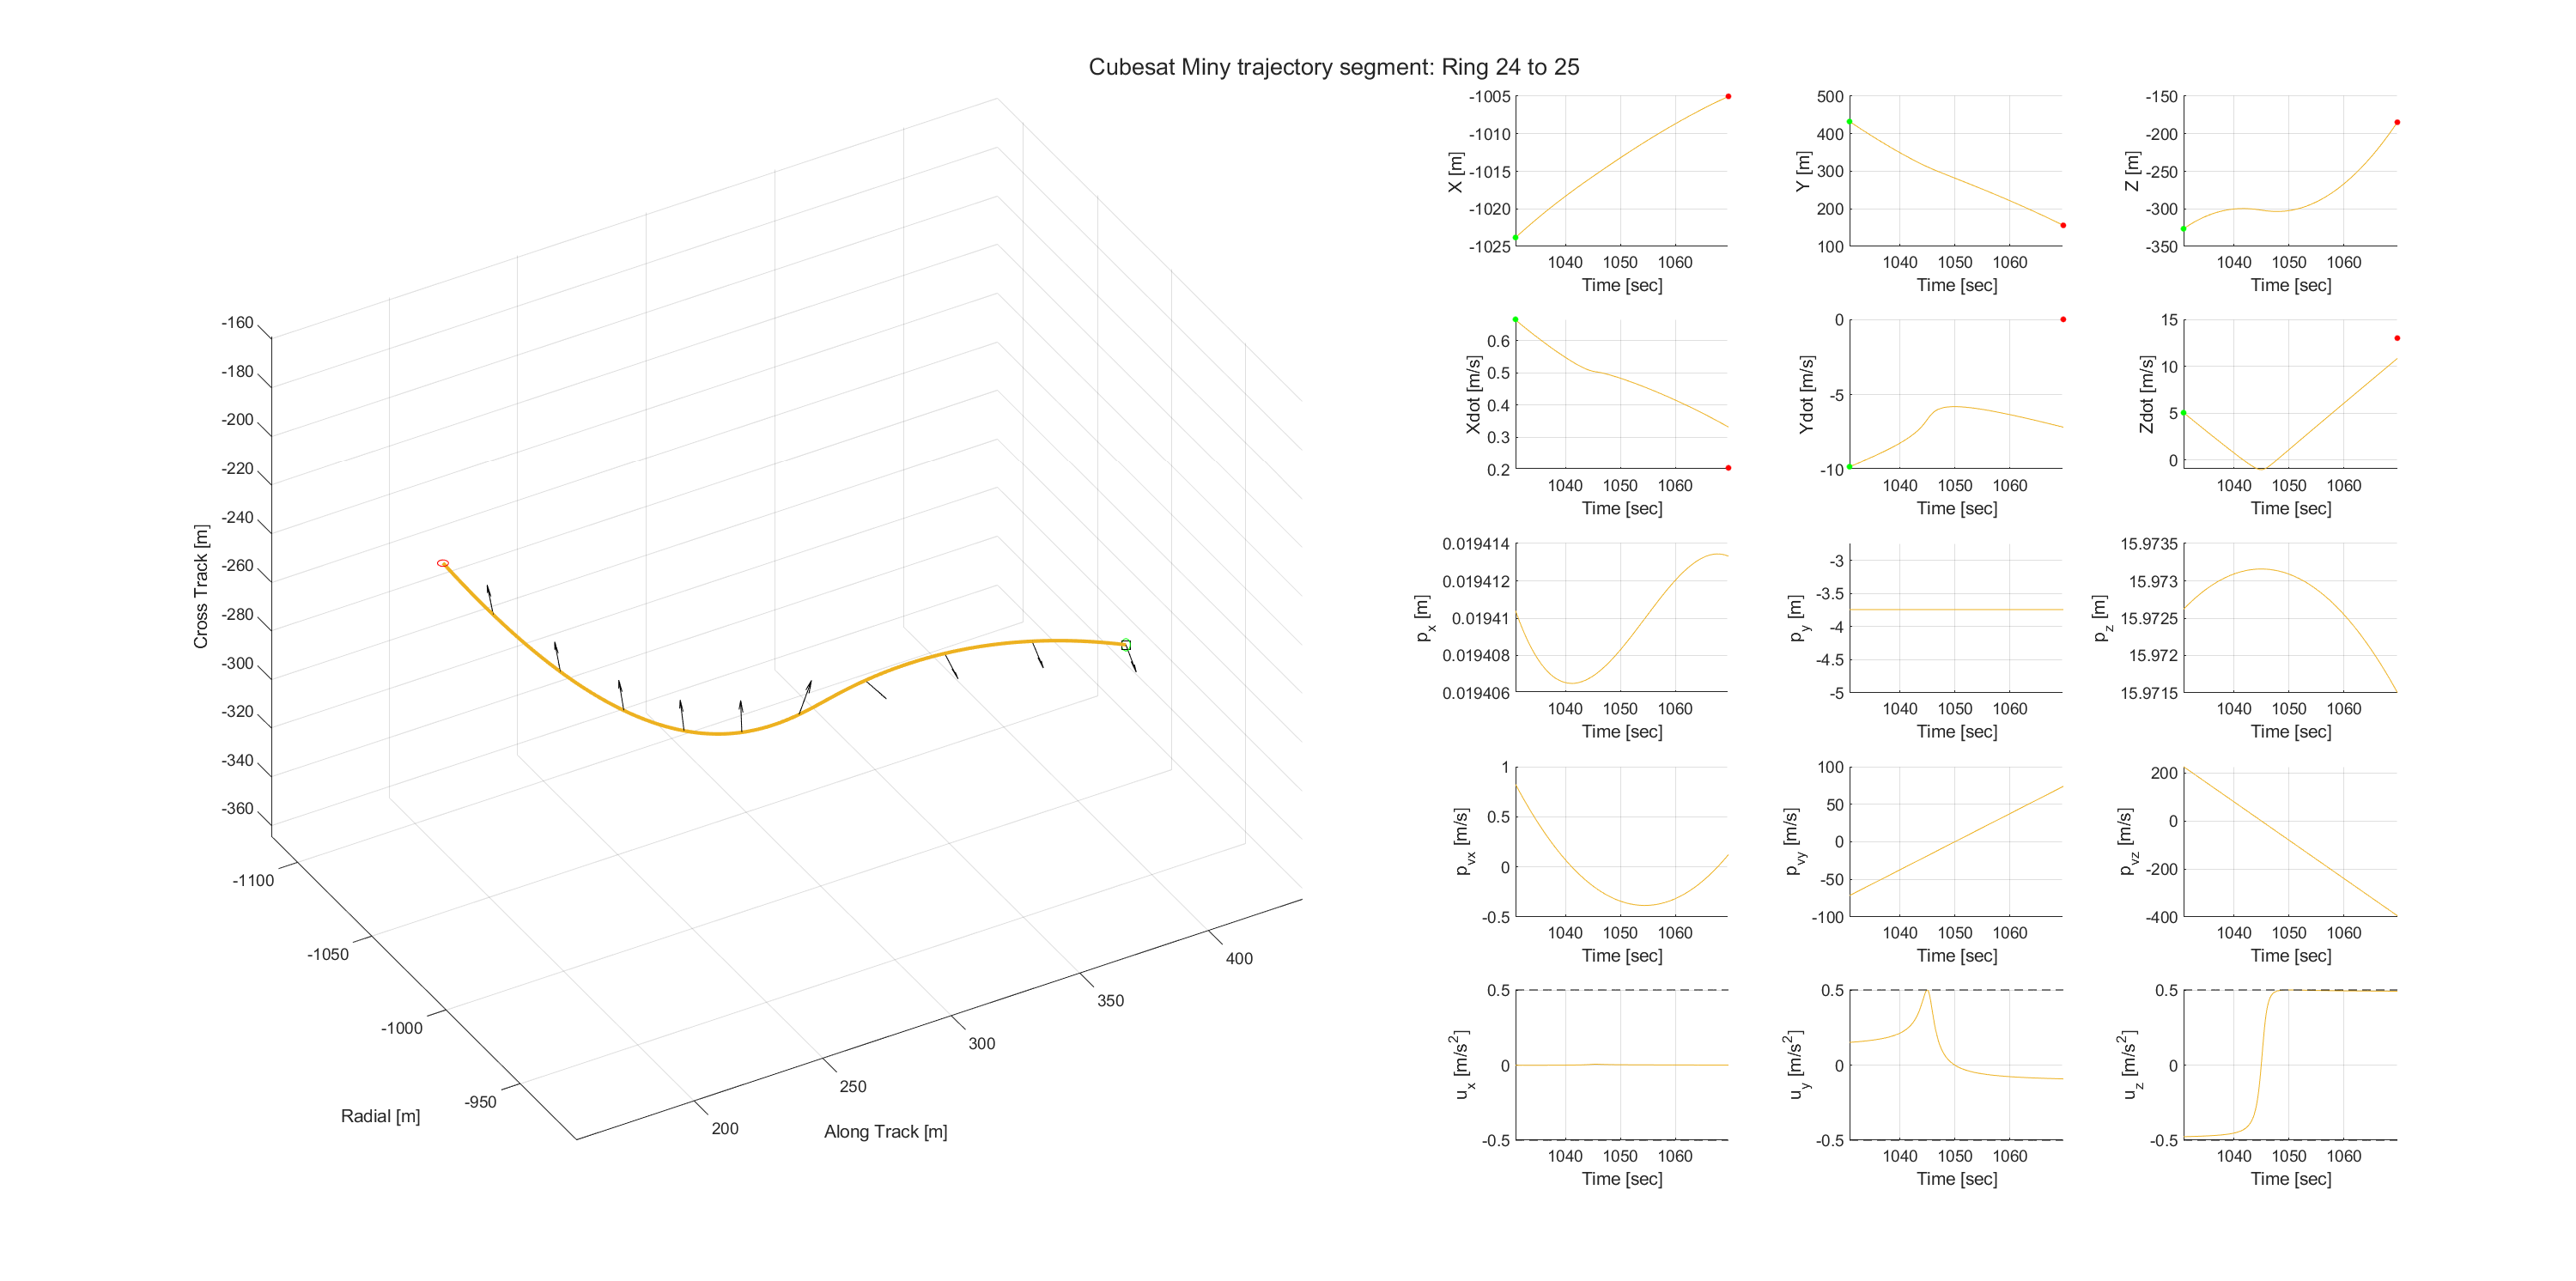 Cubesat Miny trajectory segment: Ring 24 to 25
-160
-180
-200
-220
-240
-260
-280
-300
-320
-340
-360
Cross Track [m]
-1100
-1050
-1000
-950
Radial [m]
200
250
300
350
400
Along Track [m]
-1005
-1010
-1015
-1020
-1025
X [m]
1040 1050 1060
Time [sec]
500
400
300
200
100
Y [m]
1040 1050 1060
Time [sec]
-150
-200
-250
-300
-350
Z [m]
1040 1050 1060
Time [sec]
0.6
0.5
0.4
0.3
0.2
Xdot [m/s]
1040 1050 1060
Time [sec]
0
-5
-10
Ydot [m/s]
1040 1050 1060
Time [sec]
15
10
5
0
Zdot [m/s]
1040 1050 1060
Time [sec]
0.019414
0.019412
0.01941
0.019408
0.019406
p_x [m]
1040 1050 1060
Time [sec]
-3
-3.5
-4
-4.5
-5
p_y [m]
1040 1050 1060
Time [sec]
15.9735
15.973
15.9725
15.972
15.9715
p_z [m]
1040 1050 1060
Time [sec]
1
0.5
0
-0.5
p_vx [m/s]
1040 1050 1060
Time [sec]
100
50
0
-50
-100
p_vy [m/s]
1040 1050 1060
Time [sec]
200
0
-200
-400
p_vz [m/s]
1040 1050 1060
Time [sec]
0.5
0
-0.5
u_x [m/s²]
1040 1050 1060
Time [sec]
0.5
0
-0.5
u_y [m/s²]
1040 1050 1060
Time [sec]
0.5
0
-0.5
u_z [m/s²]
1040 1050 1060
Time [sec]